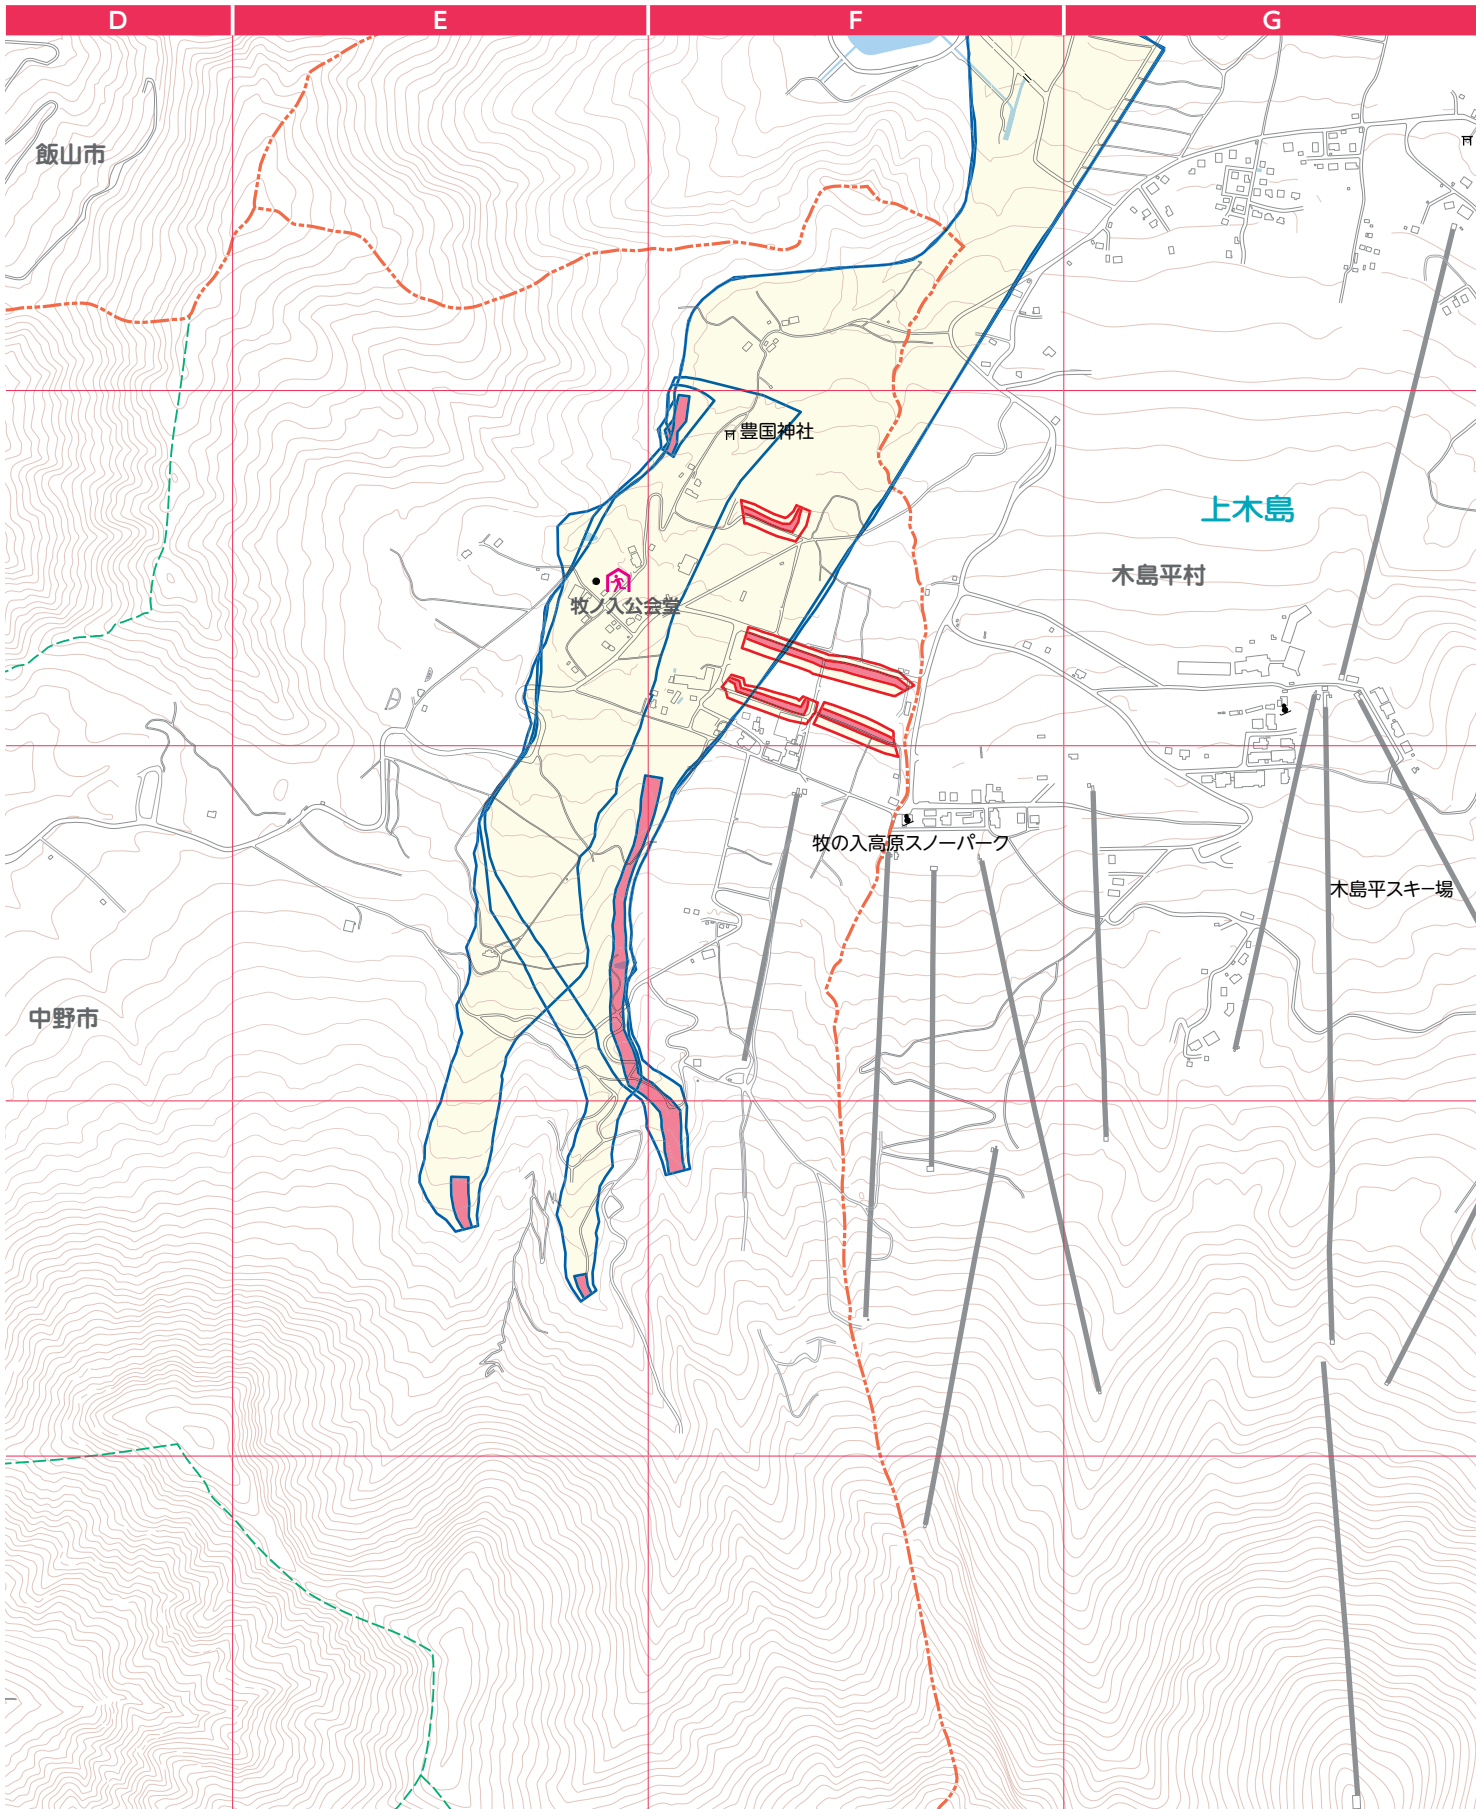 D E F G
飯山市
豊国神社
上木島
木島平村
牧ノ入公会堂
牧の入高原スノーパーク
木島平スキー場
中野市